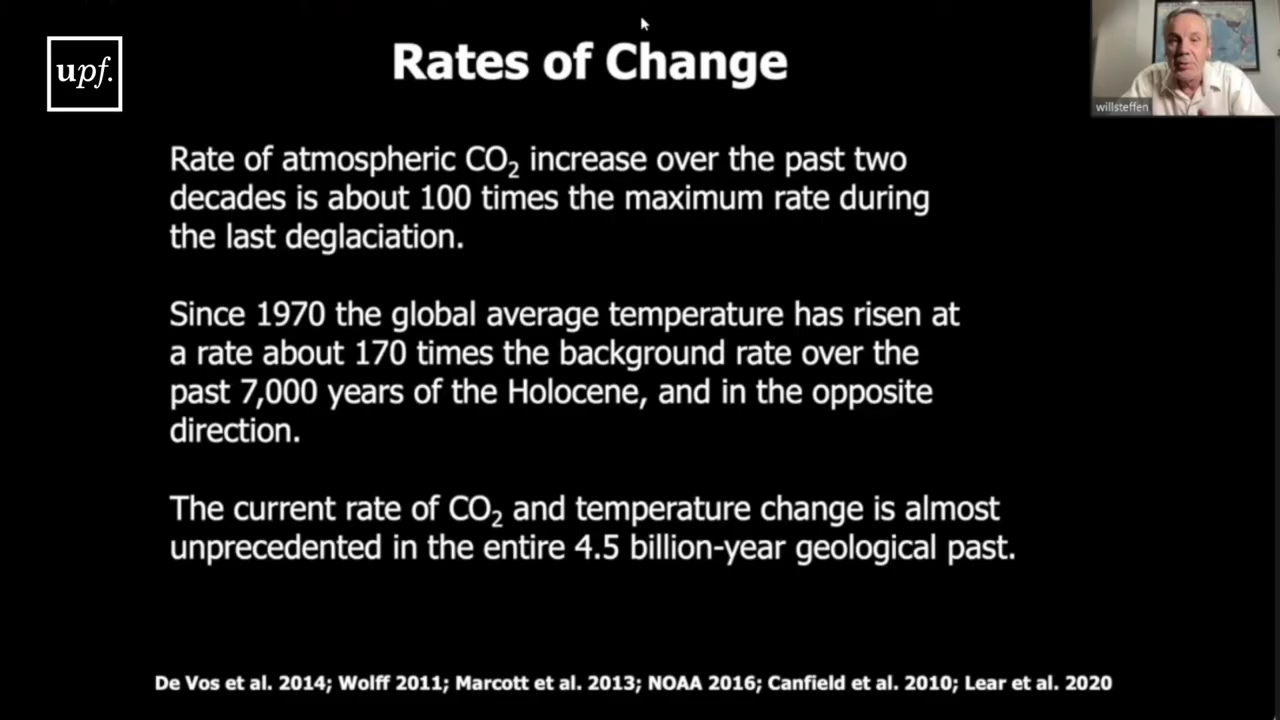 upf.
Rates of Change
willsteffen
Rate of atmospheric CO₂ increase over the past two
decades is about 100 times the maximum rate during
the last deglaciation.
Since 1970 the global average temperature has risen at
a rate about 170 times the background rate over the
past 7,000 years of the Holocene, and in the opposite
direction.
The current rate of CO₂ and temperature change is almost
unprecedented in the entire 4.5 billion-year geological past.
De Vos et al. 2014; Wolff 2011; Marcott et al. 2013; NOAA 2016; Canfield et al. 2010; Lear et al. 2020